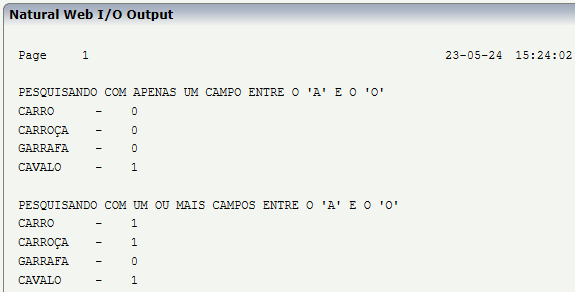 Natural Web I/O Output
Page 1 23-05-24 15:24:02
PESQUISANDO COM APENAS UM CAMPO ENTRE O 'A' E O 'O'
CARRO - 0
CARROÇA - 0
GARRAFA - 0
CAVALO - 1
PESQUISANDO COM UM OU MAIS CAMPOS ENTRE O 'A' E O 'O'
CARRO - 1
CARROÇA - 1
GARRAFA - 0
CAVALO - 1